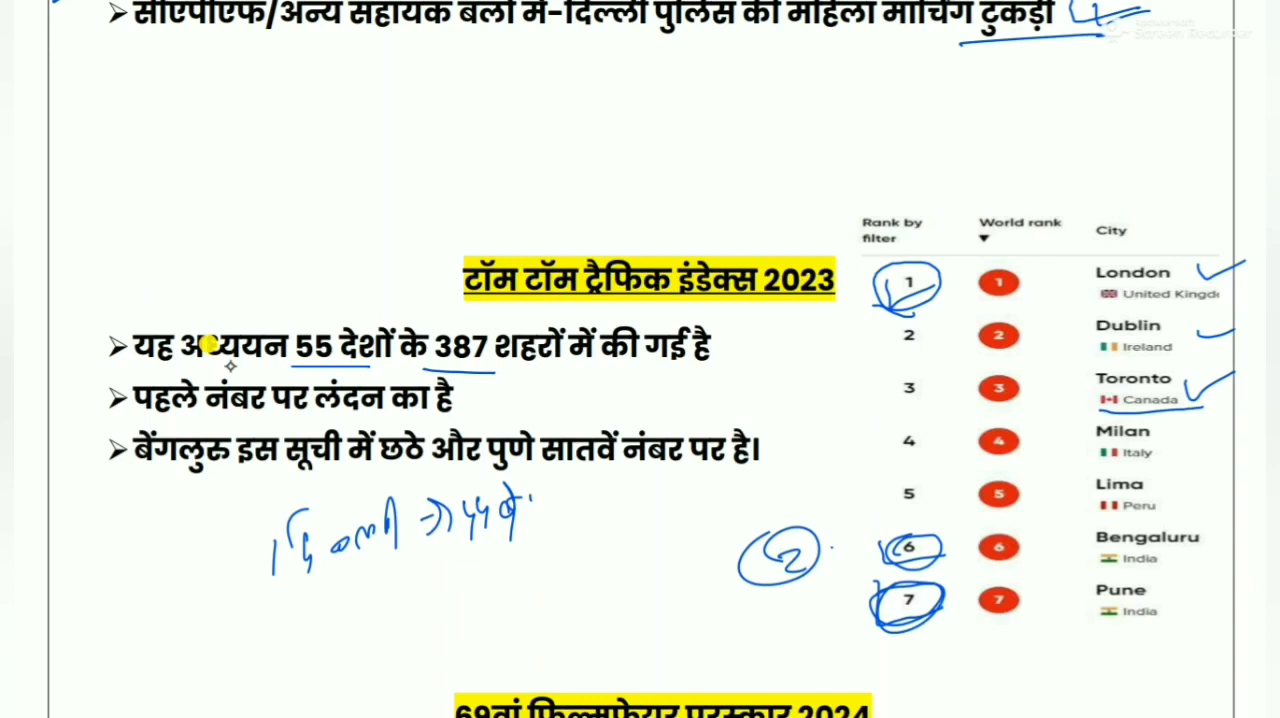 ➢ सीएपीएफ/अन्य सहायक बलों में-दिल्ली पुलिस की महिला मार्चिंग टुकड़ी
Screen Recorder
टॉम टॉम ट्रैफिक इंडेक्स 2023
➢ यह अध्ययन 55 देशों के 387 शहरों में की गई है
➢ पहले नंबर पर लंदन का है
➢ बेंगलुरु इस सूची में छठे और पुणे सातवें नंबर पर है।
2
Rank by filter World rank ▼ City
1 1 London
United Kingd
2 2 Dublin
Ireland
3 3 Toronto
Canada
4 4 Milan
Italy
5 5 Lima
Peru
6 6 Bengaluru
India
7 7 Pune
India
69वां फिल्मफेयर पुरस्कार 2024